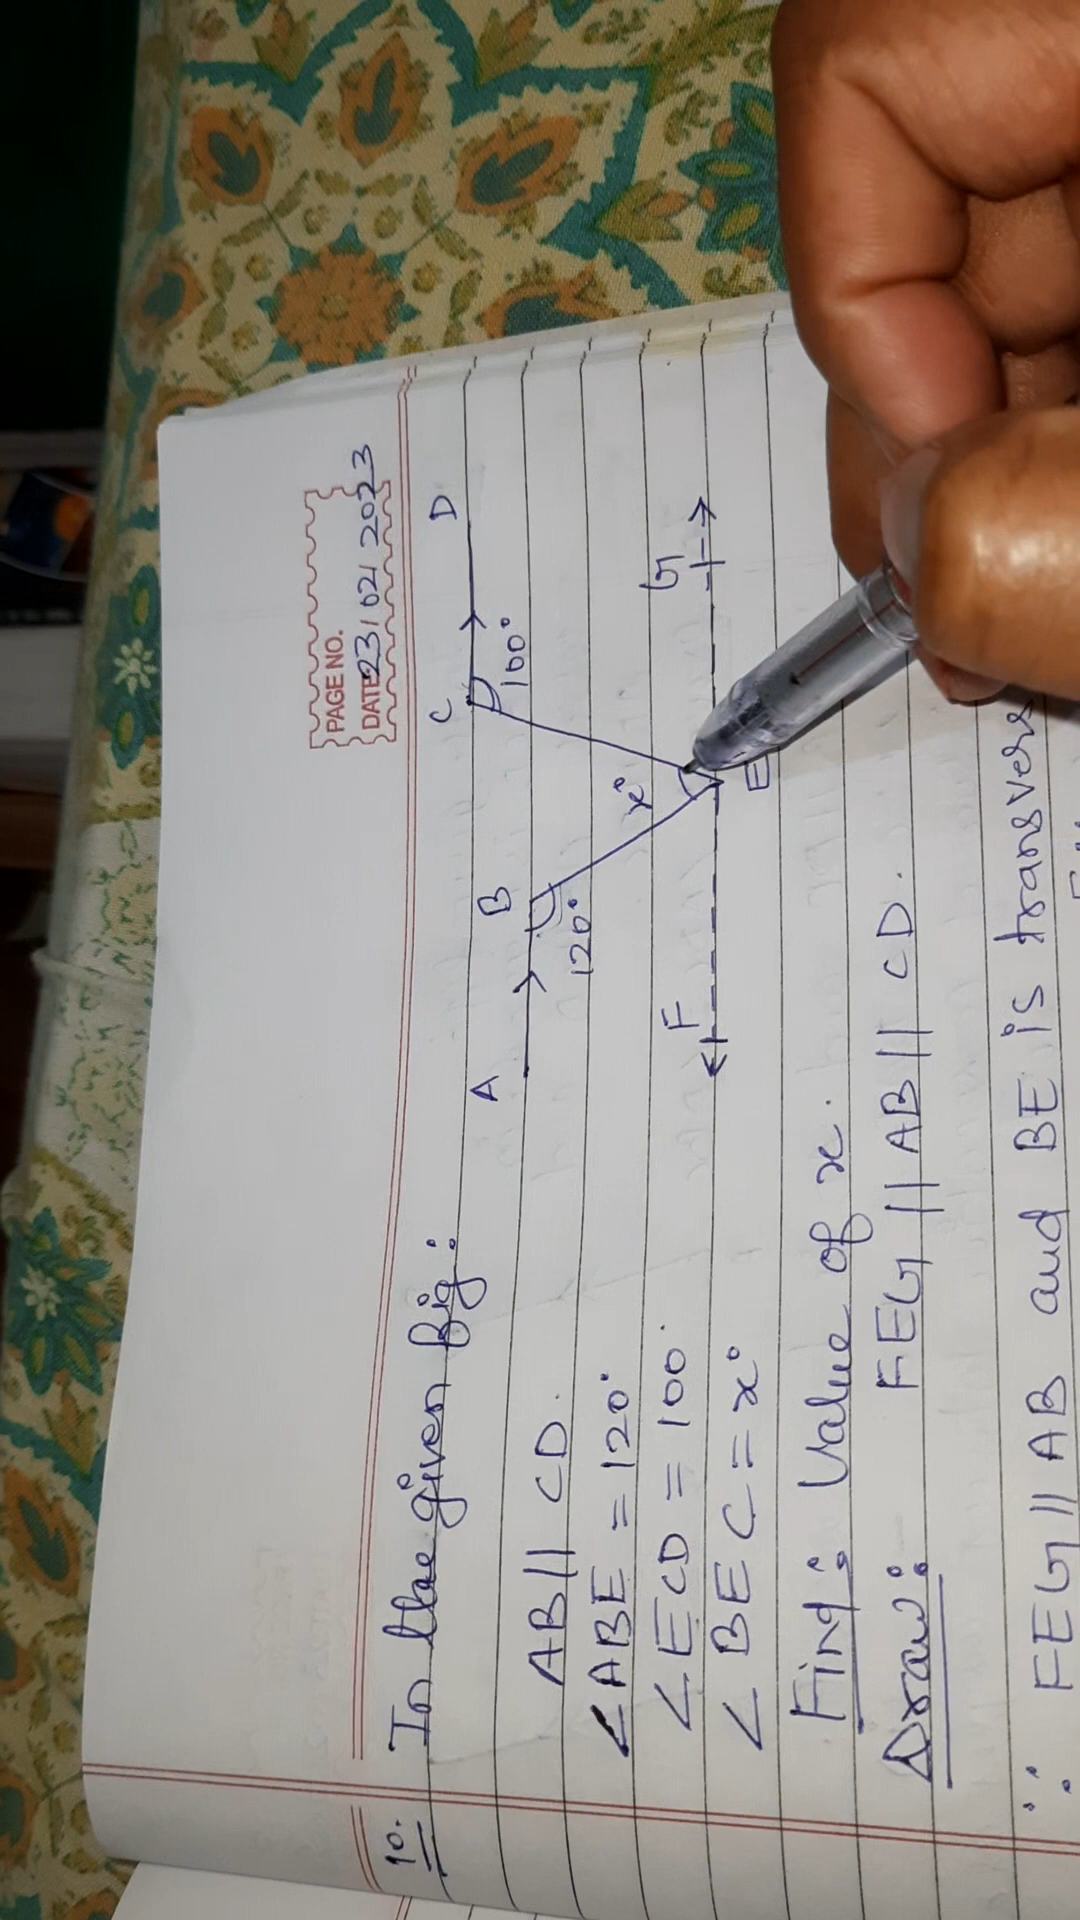 PAGE NO.
DATE 23/02/2023
10. In the given fig:
A B C D
120° 100°
x°
F E G
AB || CD.
∠ABE = 120°
∠ECD = 100°
∠BEC = x°
Find: Value of x.
Draw: FEG || AB || CD.
∵ FEG || AB and BE is transvers